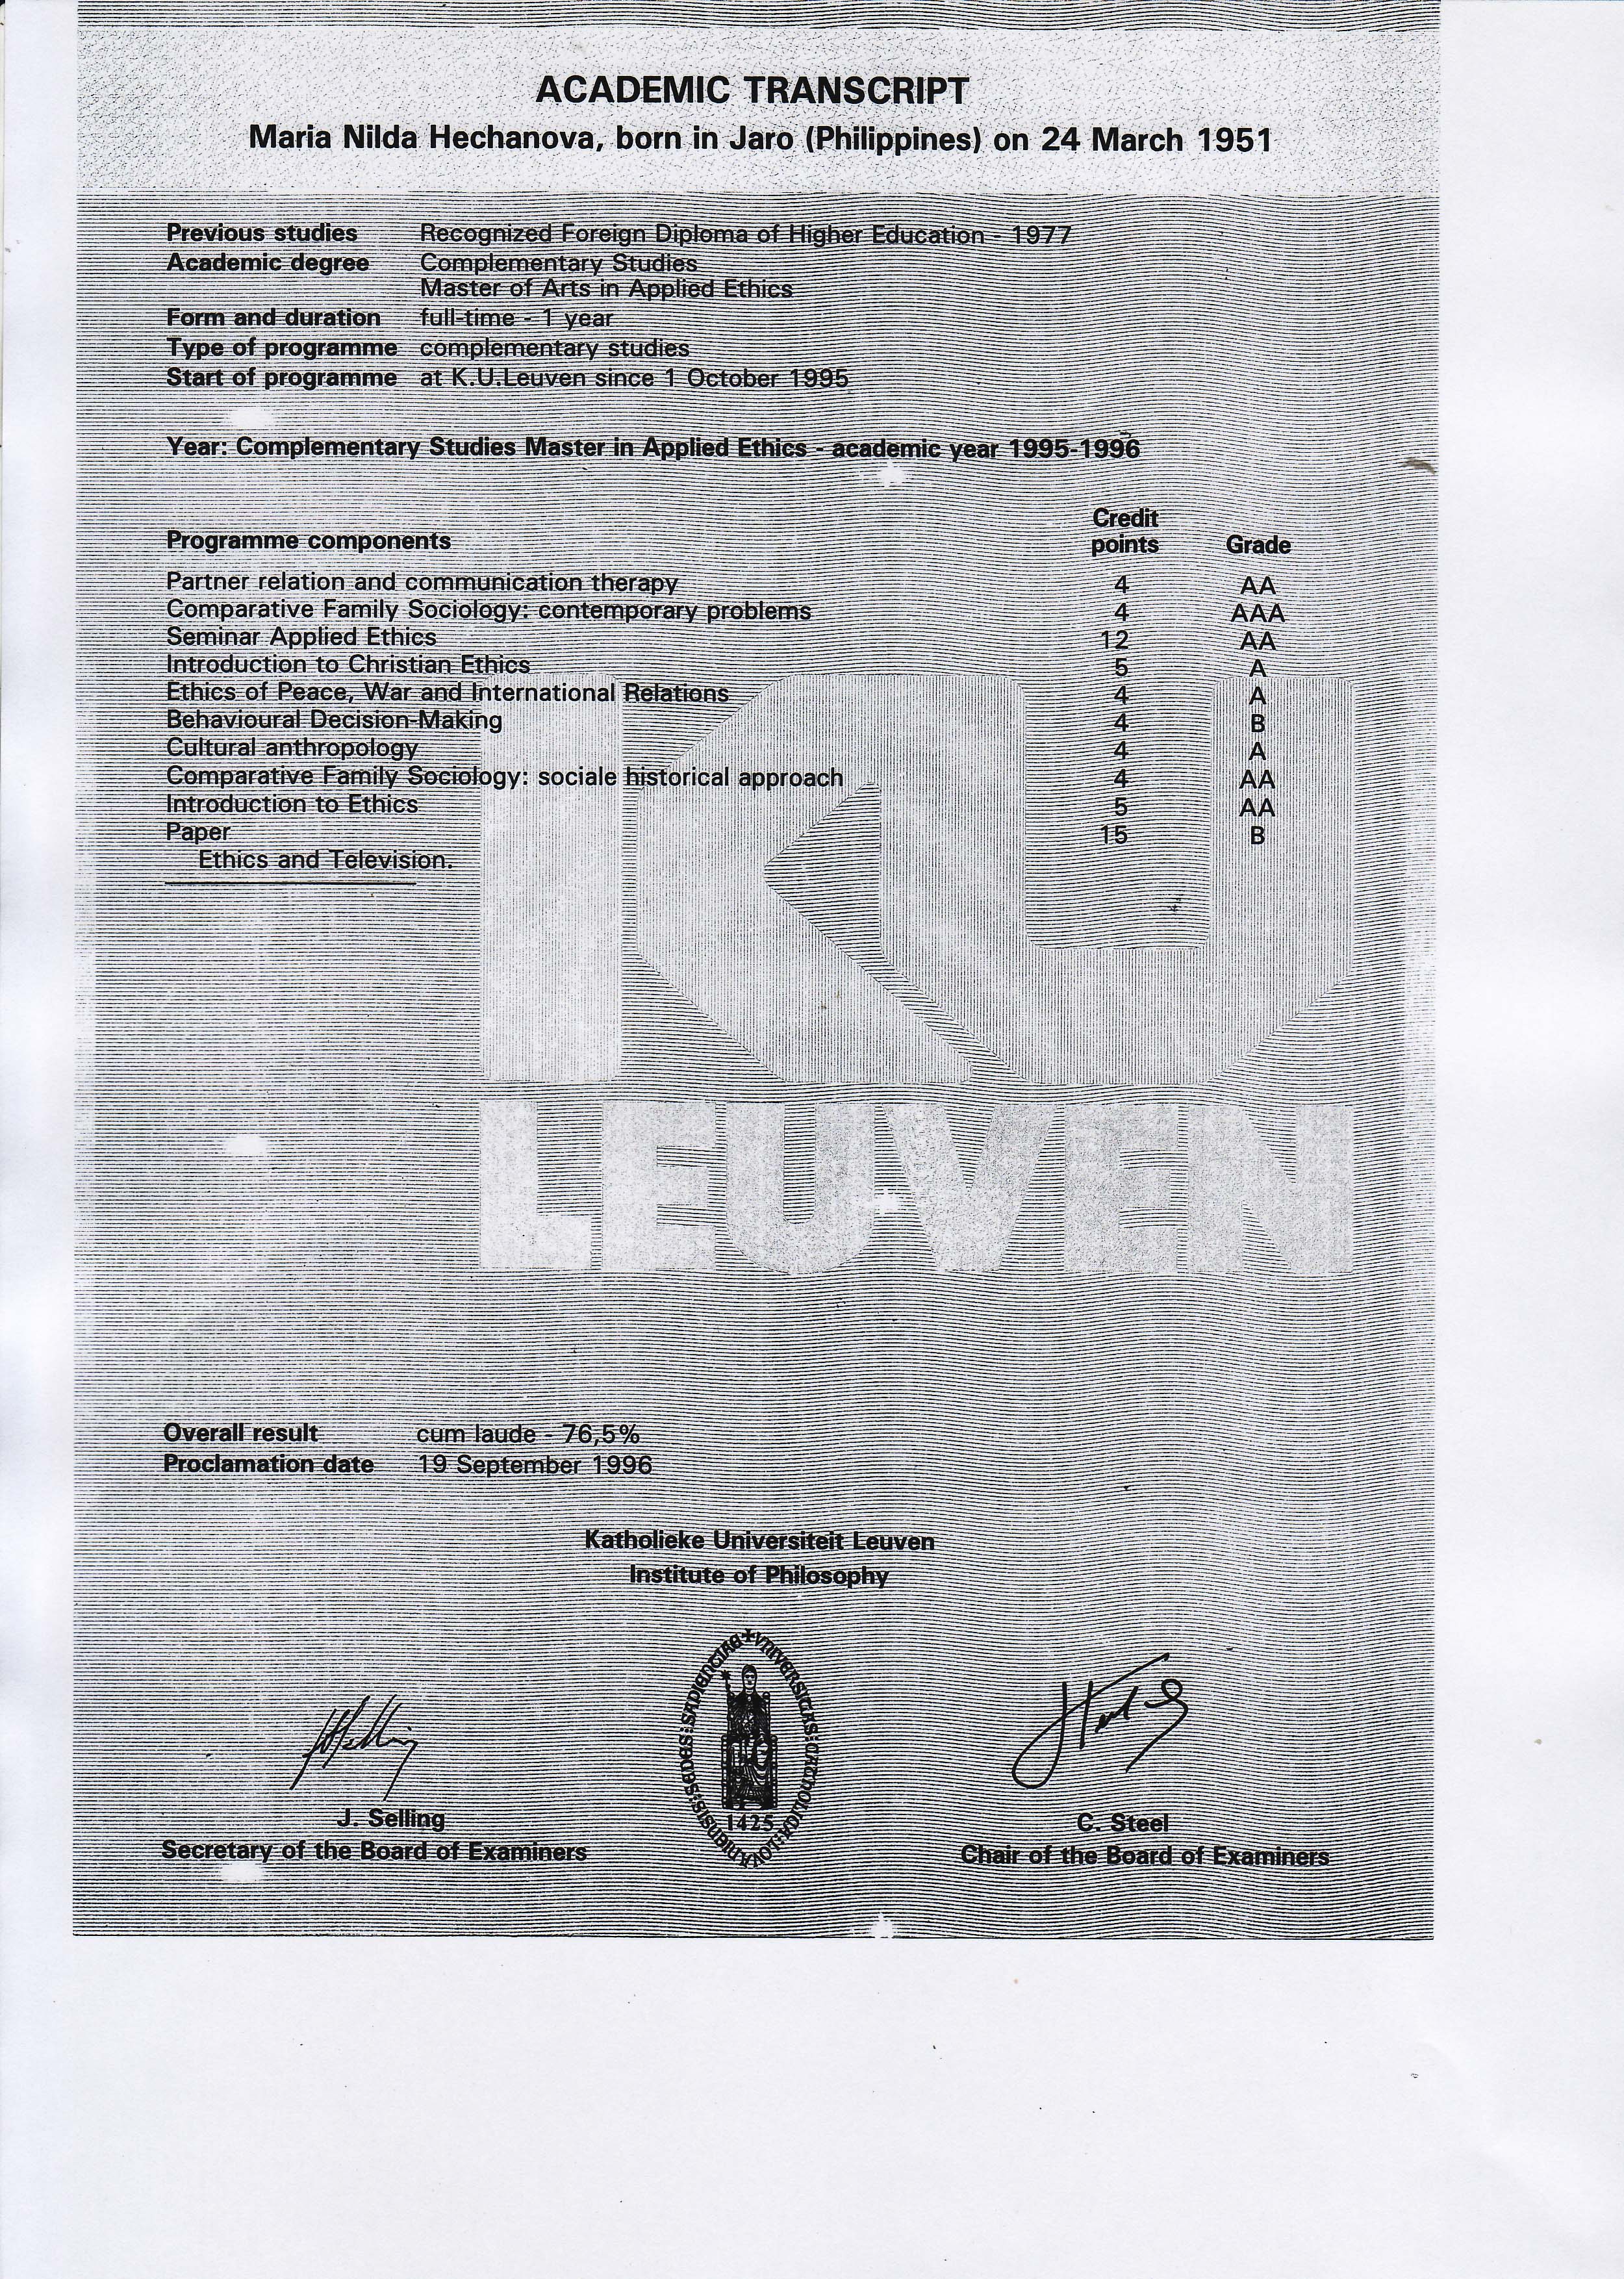 ACADEMIC TRANSCRIPT
Maria Nilda Hechanova, born in Jaro (Philippines) on 24 March 1951
Previous studies Recognized Foreign Diploma of Higher Education - 1977
Academic degree Complementary Studies
Master of Arts in Applied Ethics
Form and duration full-time - 1 year
Type of programme complementary studies
Start of programme at K.U.Leuven since 1 October 1995
Year: Complementary Studies Master in Applied Ethics - academic year 1995-1996
Programme components Credit points Grade
Partner relation and communication therapy 4 AA
Comparative Family Sociology: contemporary problems 4 AAA
Seminar Applied Ethics 12 AA
Introduction to Christian Ethics 5 A
Ethics of Peace, War and International Relations 4 A
Behavioural Decision-Making 4 B
Cultural anthropology 4 A
Comparative Family Sociology: sociale historical approach 4 AA
Introduction to Ethics 5 AA
Paper 15 B
Ethics and Television.
KU
LEUVEN
Overall result cum laude - 76,5%
Proclamation date 19 September 1996
Katholieke Universiteit Leuven
Institute of Philosophy
1425
J. Selling
Secretary of the Board of Examiners
C. Steel
Chair of the Board of Examiners